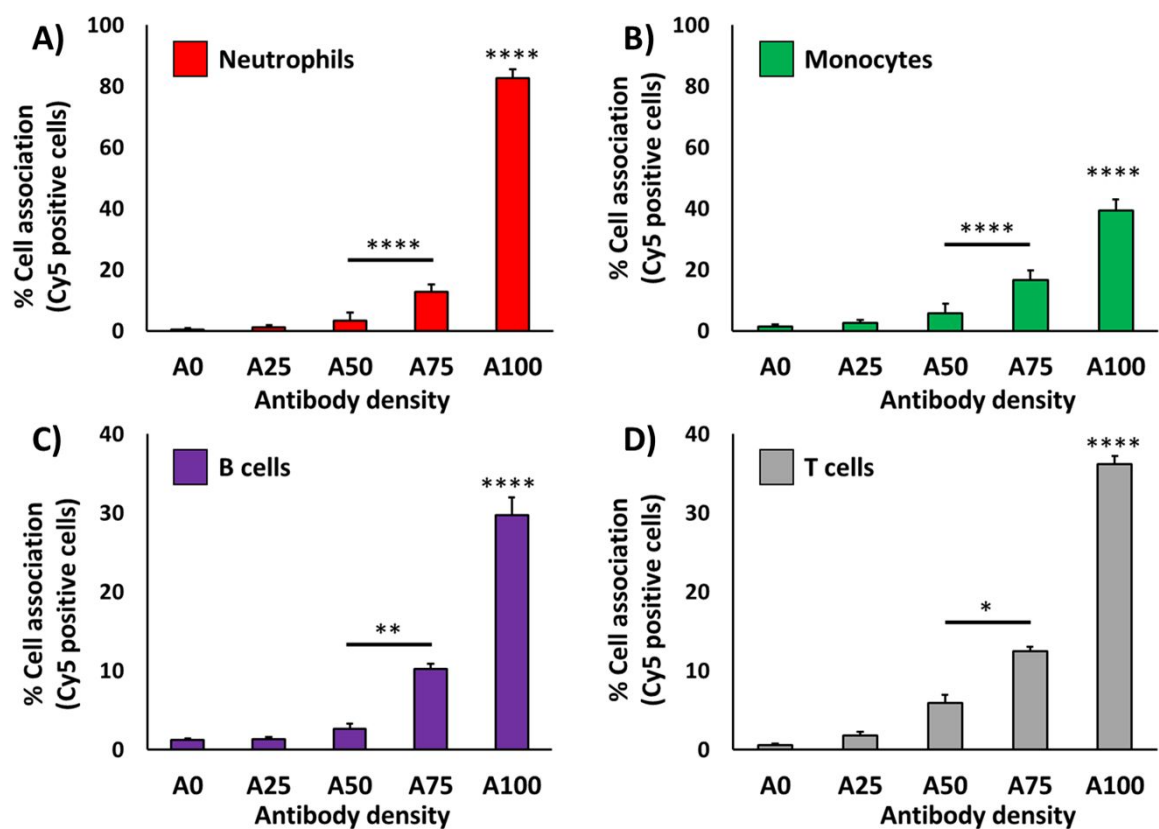 A)
Neutrophils
% Cell association
(Cy5 positive cells)
100
80
60
40
20
0
****
****
A0 A25 A50 A75 A100
Antibody density
B)
Monocytes
% Cell association
(Cy5 positive cells)
100
80
60
40
20
0
****
****
A0 A25 A50 A75 A100
Antibody density
C)
B cells
% Cell association
(Cy5 positive cells)
40
30
20
10
0
**
****
A0 A25 A50 A75 A100
Antibody density
D)
T cells
% Cell association
(Cy5 positive cells)
40
30
20
10
0
*
****
A0 A25 A50 A75 A100
Antibody density